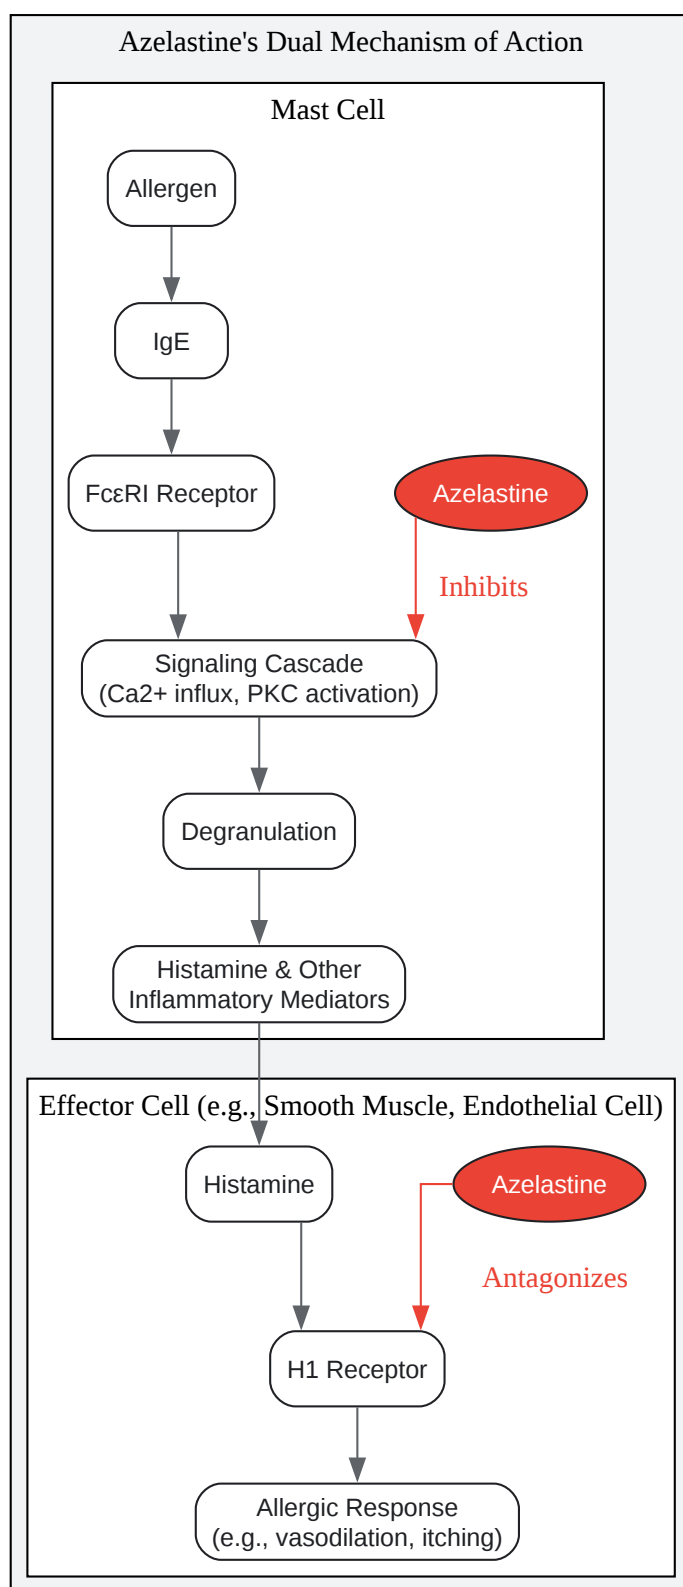 Azelastine's Dual Mechanism of Action
Mast Cell
Allergen
IgE
FcεRI Receptor
Azelastine
Inhibits
Signaling Cascade
(Ca2+ influx, PKC activation)
Degranulation
Histamine & Other
Inflammatory Mediators
Effector Cell (e.g., Smooth Muscle, Endothelial Cell)
Histamine
Azelastine
Antagonizes
H1 Receptor
Allergic Response
(e.g., vasodilation, itching)